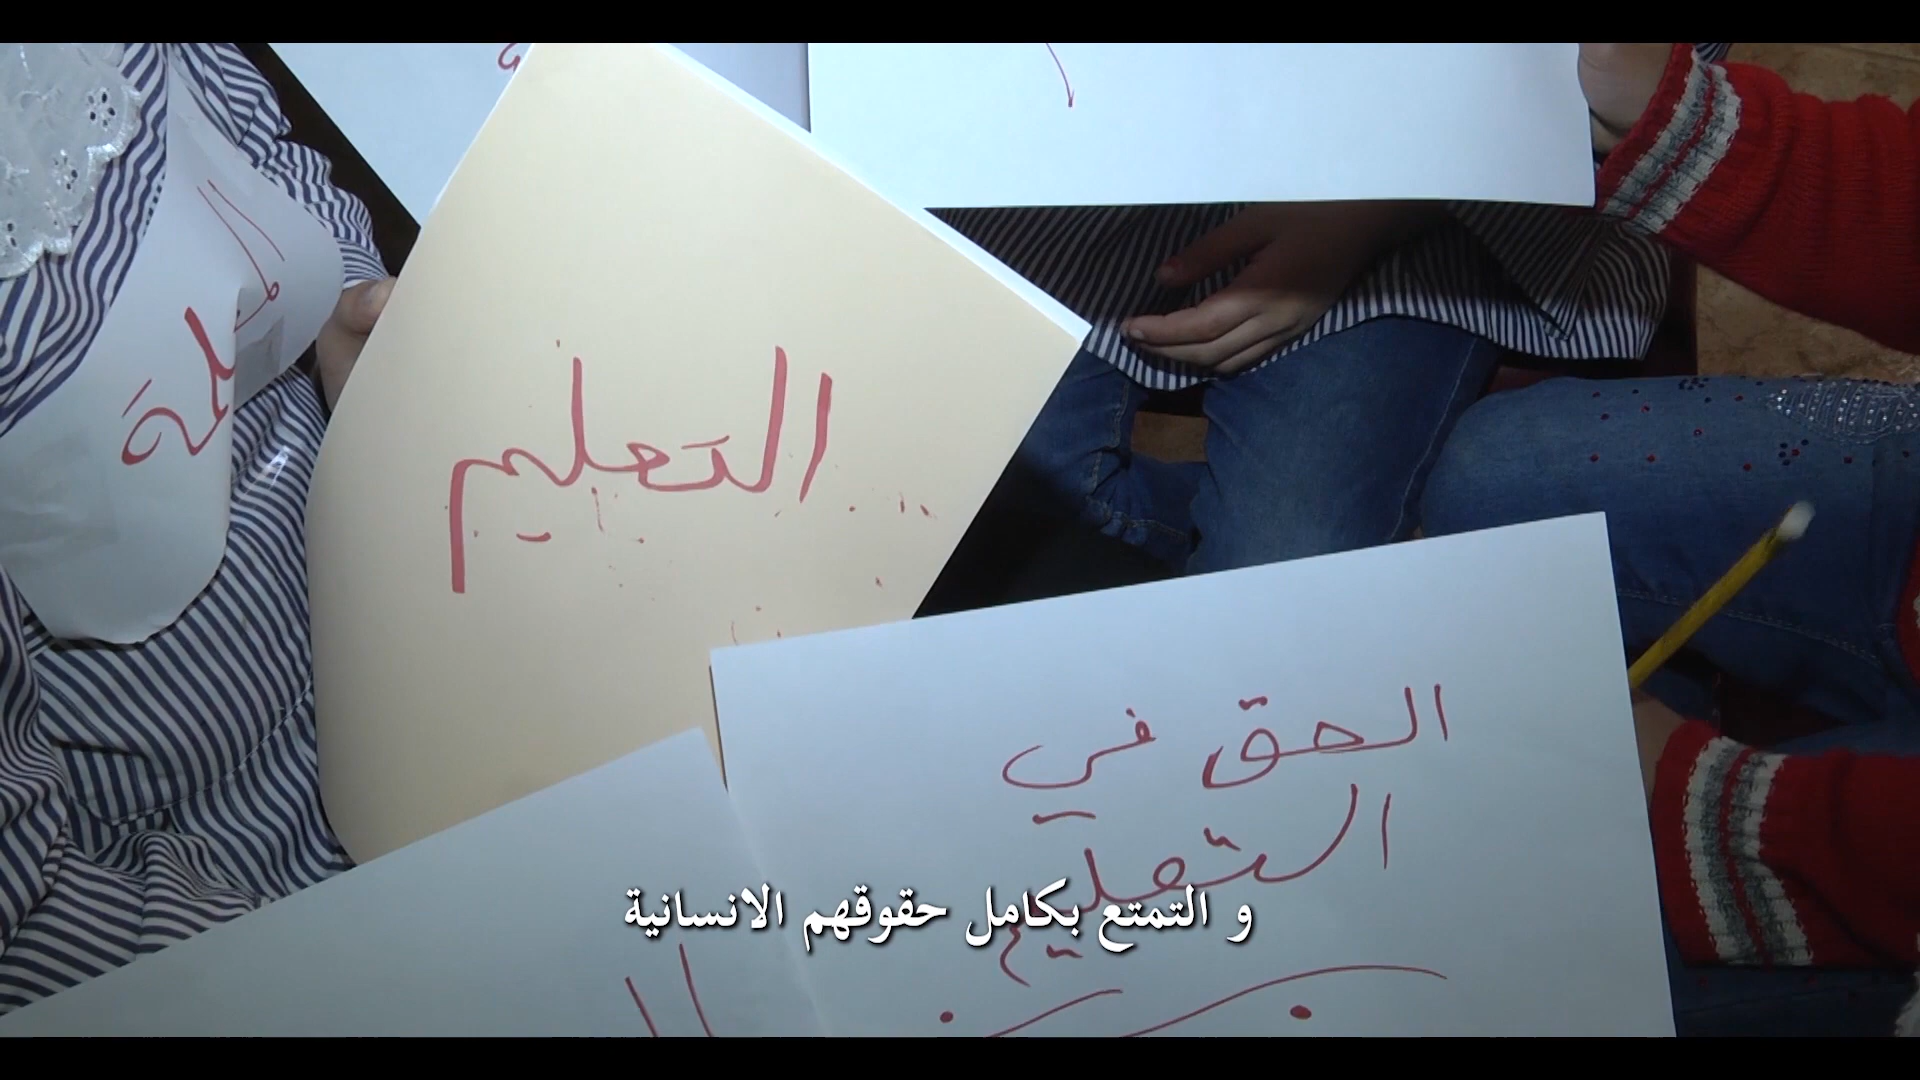 التعليم
الحق في
التعليم
و التمتع بكامل حقوقهم الانسانية